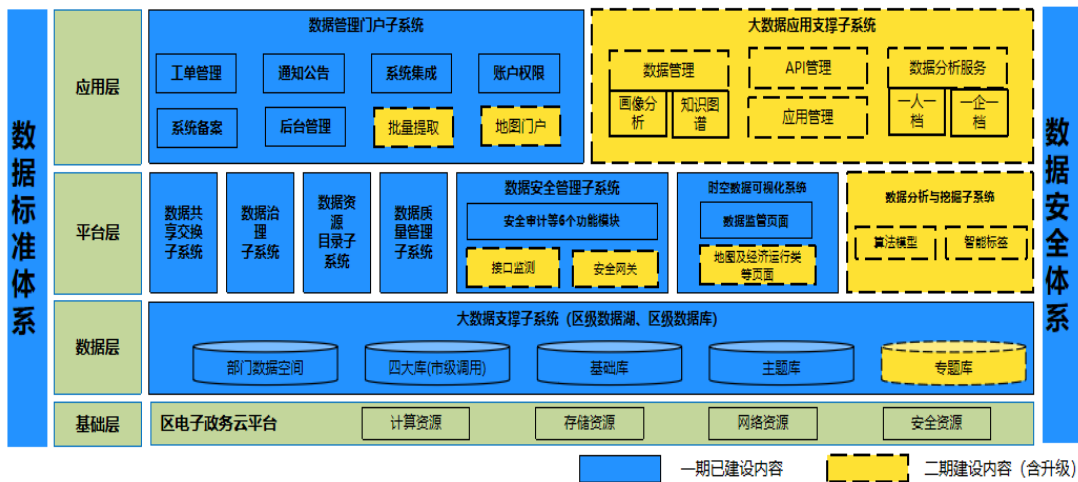 数据标准体系
应用层
数据管理门户子系统
工单管理
通知公告
系统集成
账户权限
系统备案
后台管理
批量提取
地图门户
大数据应用支撑子系统
数据管理
API管理
数据分析服务
画像分
析
知识图
谱
应用管理
一人一
档
一企一
档
平台层
数据共
享交换
子系统
数据治
理
子系统
数据资
源
目录子
系统
数据质
量管理
子系统
数据安全管理子系统
安全审计等6个功能模块
接口监测
安全网关
时空数据可视化系统
数据监管页面
地图及经济运行类
等页面
数据分析与挖掘子系统
算法模型
智能标签
数据层
大数据支撑子系统（区级数据湖、区级数据库）
部门数据空间
四大库(市级调用)
基础库
主题库
专题库
基础层
区电子政务云平台
计算资源
存储资源
网络资源
安全资源
数据安全体系
一期已建设内容
二期建设内容（含升级）